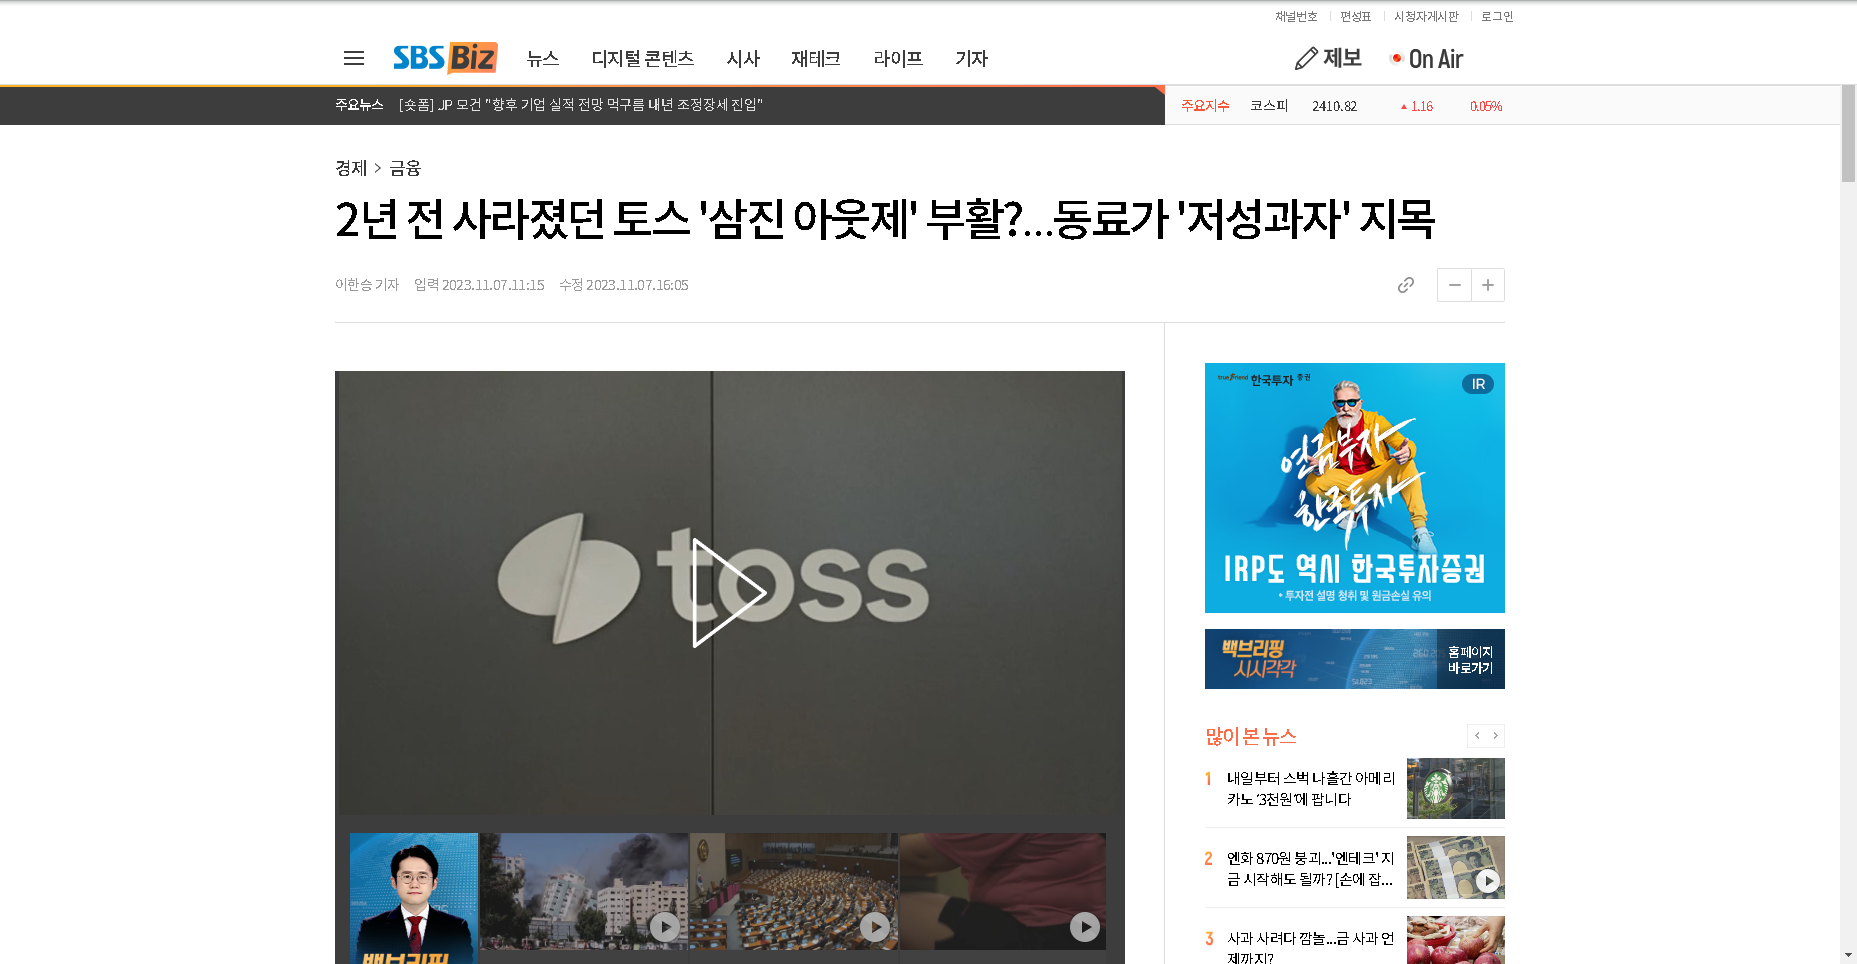 채널번호 편성표 시청자게시판 로그인
SBS Biz 뉴스 디지털 콘텐츠 시사 재테크 라이프 기자 제보 On Air
주요뉴스 [숏폼] JP 모건 "향후 기업 실적 전망 먹구름 내년 조정장세 진입" 주요지수 코스피 2410.82 ▲ 1.16 0.05%
경제 > 금융
2년 전 사라졌던 토스 '삼진 아웃제' 부활?…동료가 '저성과자' 지목
이한승 기자 입력 2023.11.07.11:15 수정 2023.11.07.16:05
toss
백브리핑
trueFriend 한국투자증권 IR
연금부자
한국투자
IRP도 역시 한국투자증권
• 투자전 설명 청취 및 원금손실 유의
백브리핑
시시각각
홈페이지
바로가기
많이 본 뉴스
1 내일부터 스벅 나흘간 아메리
카노 '3천원'에 팝니다
2 엔화 870원 붕괴…'엔테크' 지
금 시작해도 될까? [손에 잡...
3 사과 사려다 깜놀…금 사과 언
제까지?